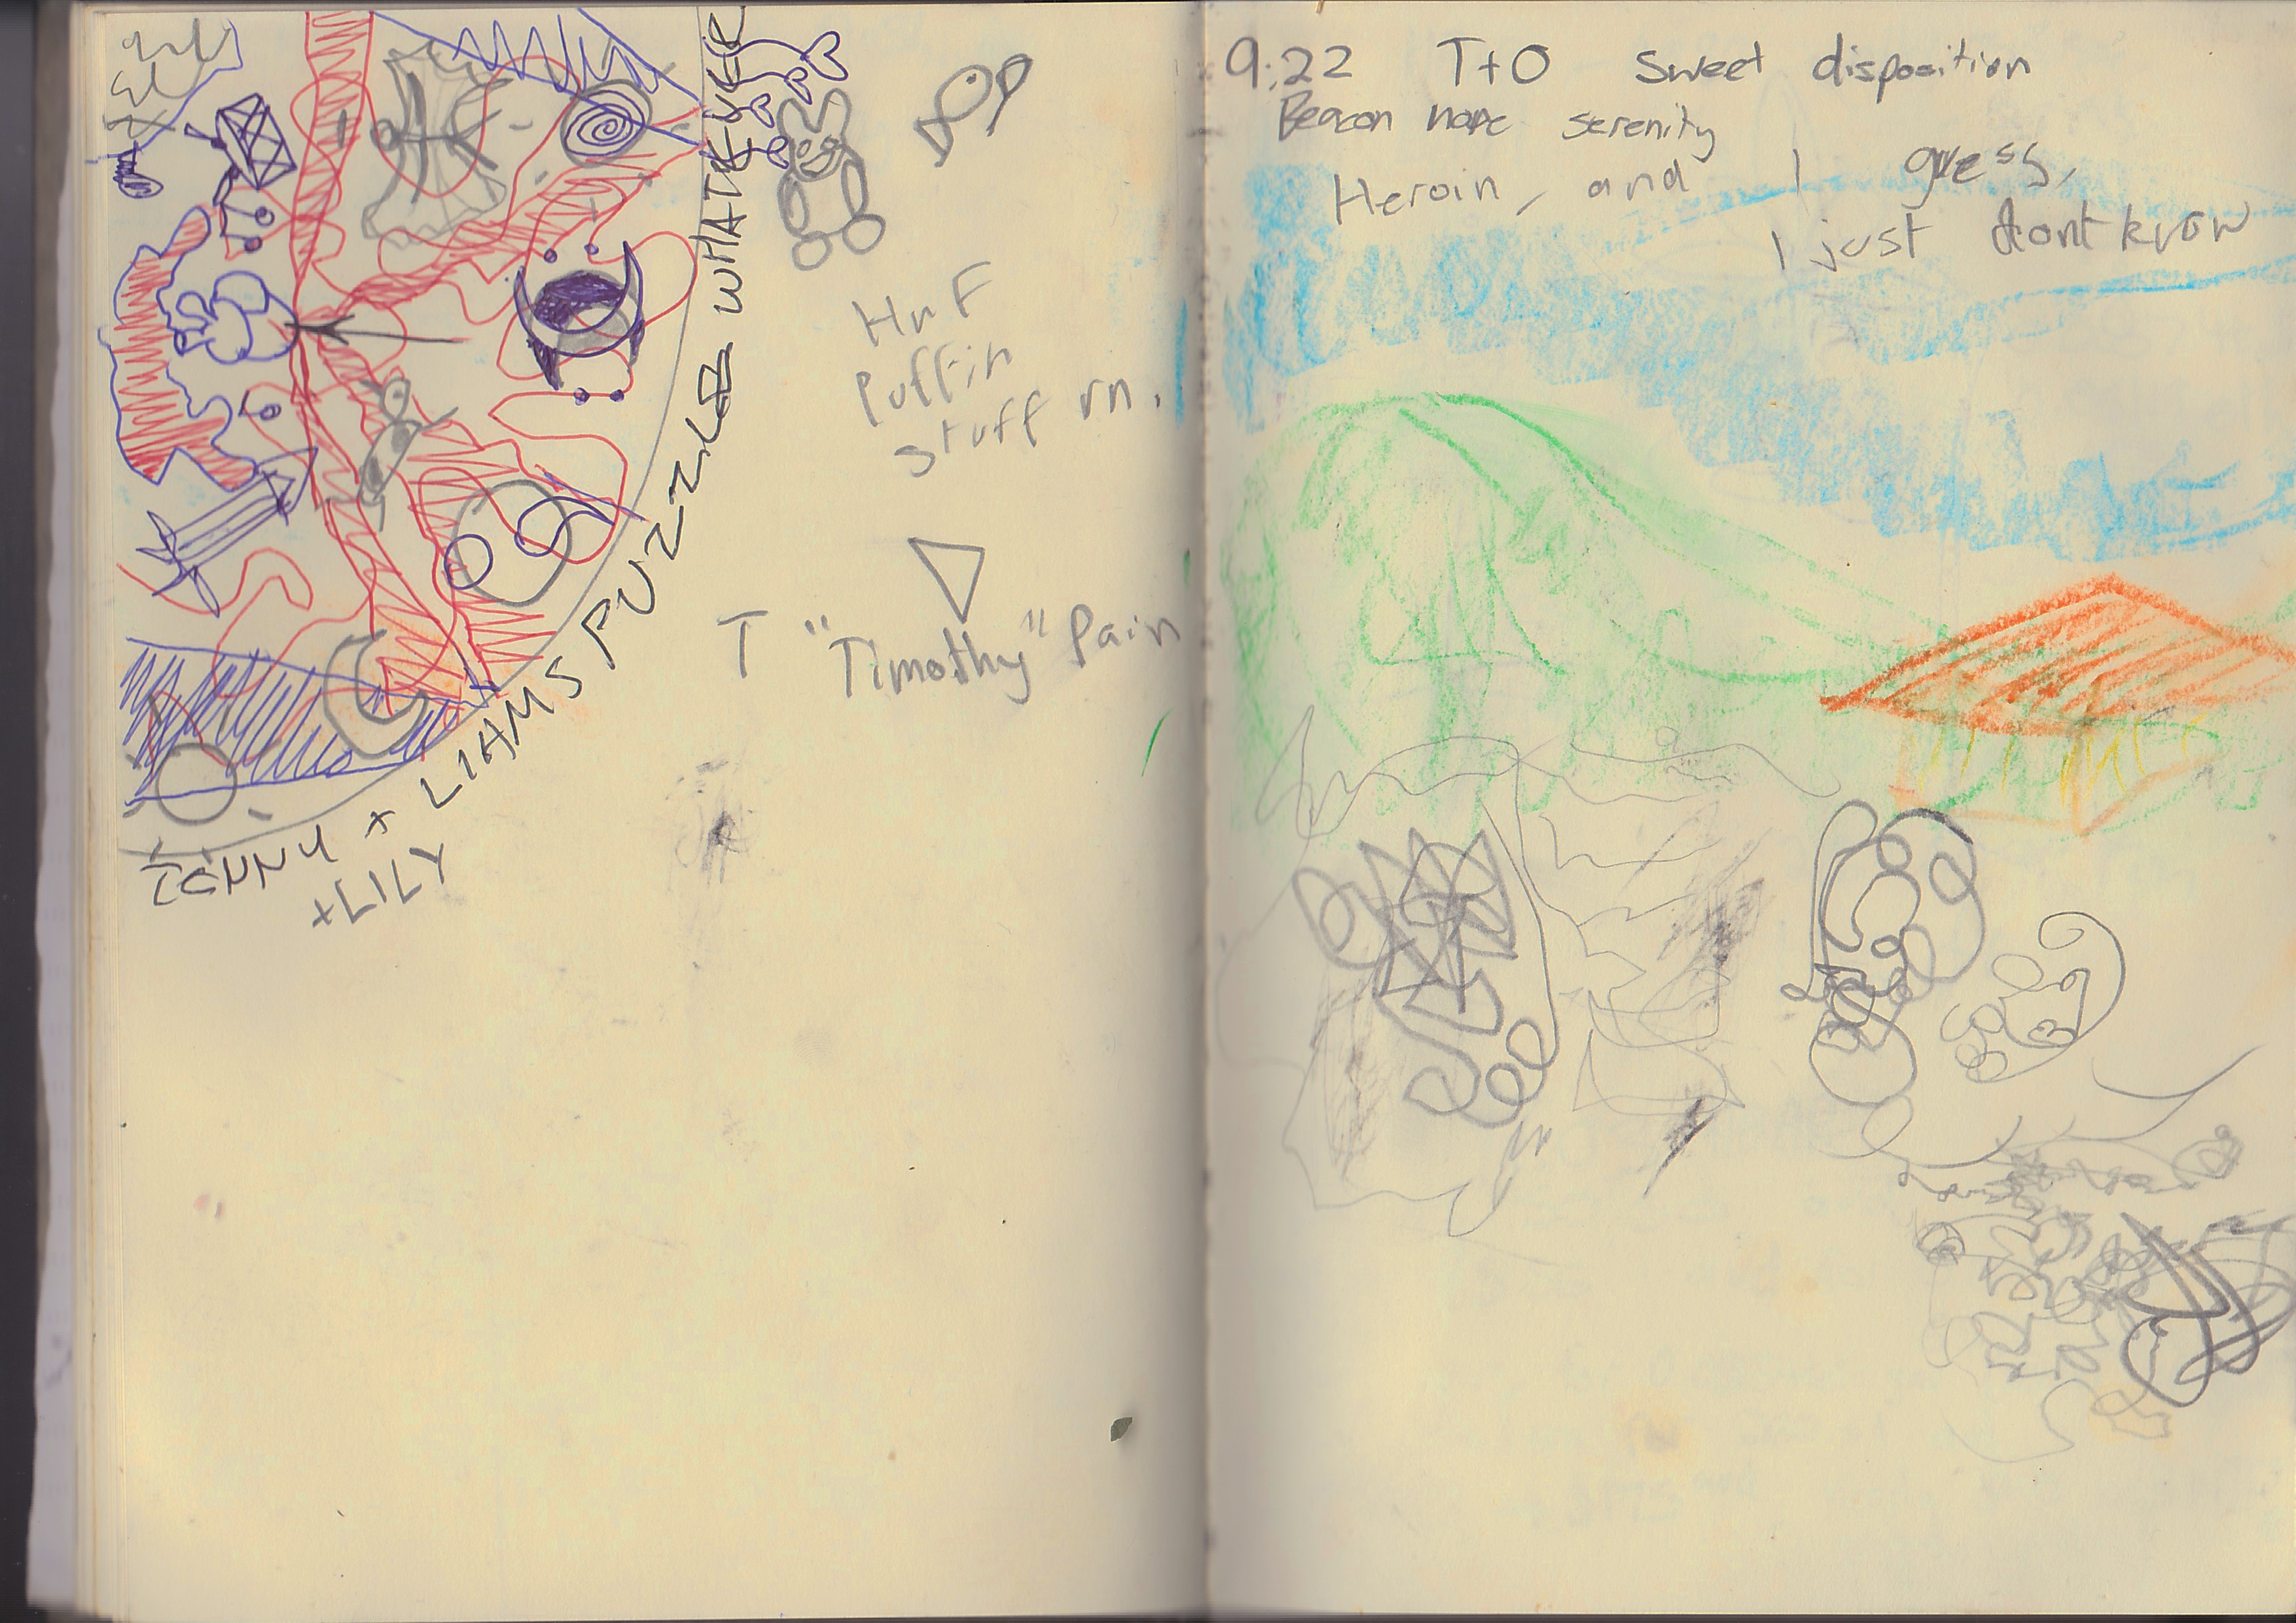 + LIAMS PUZZLE WHATEVER
+LILY
HnF
Puffin
stuff rn.
T "Timothy" Pain
9:22 T+O Sweet disposition
Beacon hope serenity
Heroin, and I guess,
I just dont know